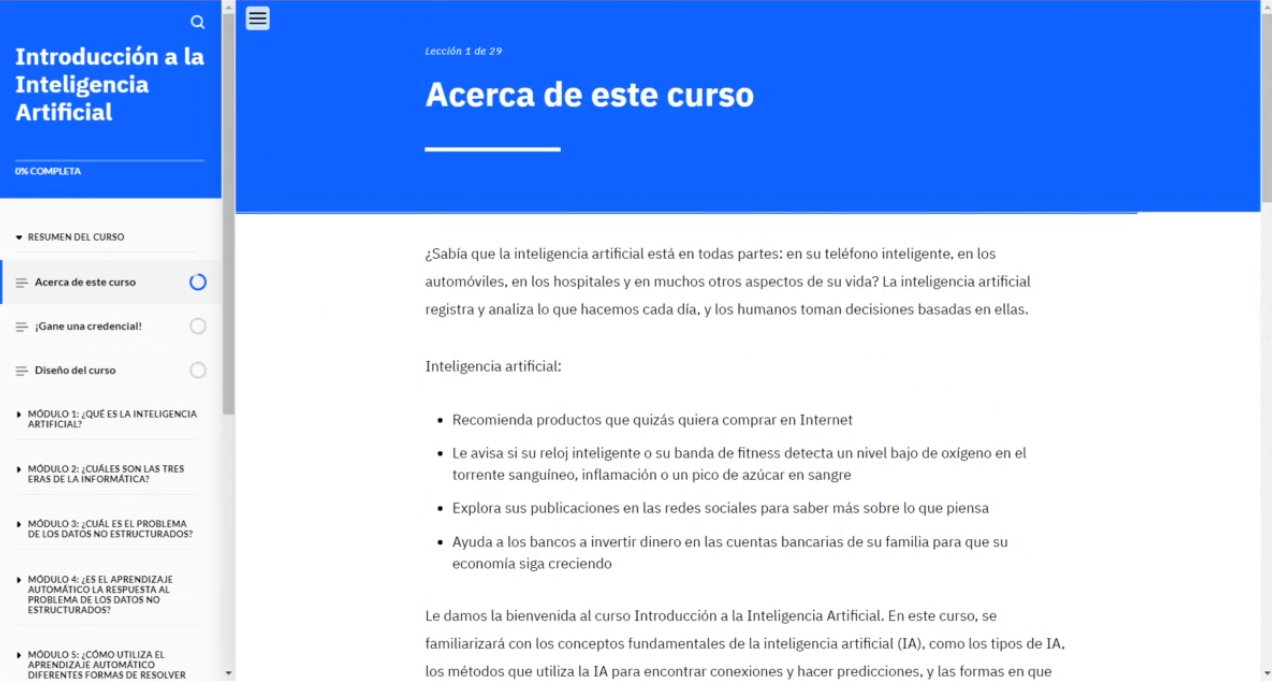 Introducción a la
Inteligencia
Artificial
0% COMPLETA
RESUMEN DEL CURSO
Acerca de este curso
¡Gane una credencial!
Diseño del curso
MÓDULO 1: ¿QUÉ ES LA INTELIGENCIA
ARTIFICIAL?
MÓDULO 2: ¿CUÁLES SON LAS TRES
ERAS DE LA INFORMÁTICA?
MÓDULO 3: ¿CUÁL ES EL PROBLEMA
DE LOS DATOS NO ESTRUCTURADOS?
MÓDULO 4: ¿ES EL APRENDIZAJE
AUTOMÁTICO LA RESPUESTA AL
PROBLEMA DE LOS DATOS NO
ESTRUCTURADOS?
MÓDULO 5: ¿CÓMO UTILIZA EL
APRENDIZAJE AUTOMÁTICO
DIFERENTES FORMAS DE RESOLVER
Lección 1 de 29
Acerca de este curso
¿Sabía que la inteligencia artificial está en todas partes: en su teléfono inteligente, en los
automóviles, en los hospitales y en muchos otros aspectos de su vida? La inteligencia artificial
registra y analiza lo que hacemos cada día, y los humanos toman decisiones basadas en ellas.
Inteligencia artificial:
• Recomienda productos que quizás quiera comprar en Internet
• Le avisa si su reloj inteligente o su banda de fitness detecta un nivel bajo de oxígeno en el
torrente sanguíneo, inflamación o un pico de azúcar en sangre
• Explora sus publicaciones en las redes sociales para saber más sobre lo que piensa
• Ayuda a los bancos a invertir dinero en las cuentas bancarias de su familia para que su
economía siga creciendo
Le damos la bienvenida al curso Introducción a la Inteligencia Artificial. En este curso, se
familiarizará con los conceptos fundamentales de la inteligencia artificial (IA), como los tipos de IA,
los métodos que utiliza la IA para encontrar conexiones y hacer predicciones, y las formas en que